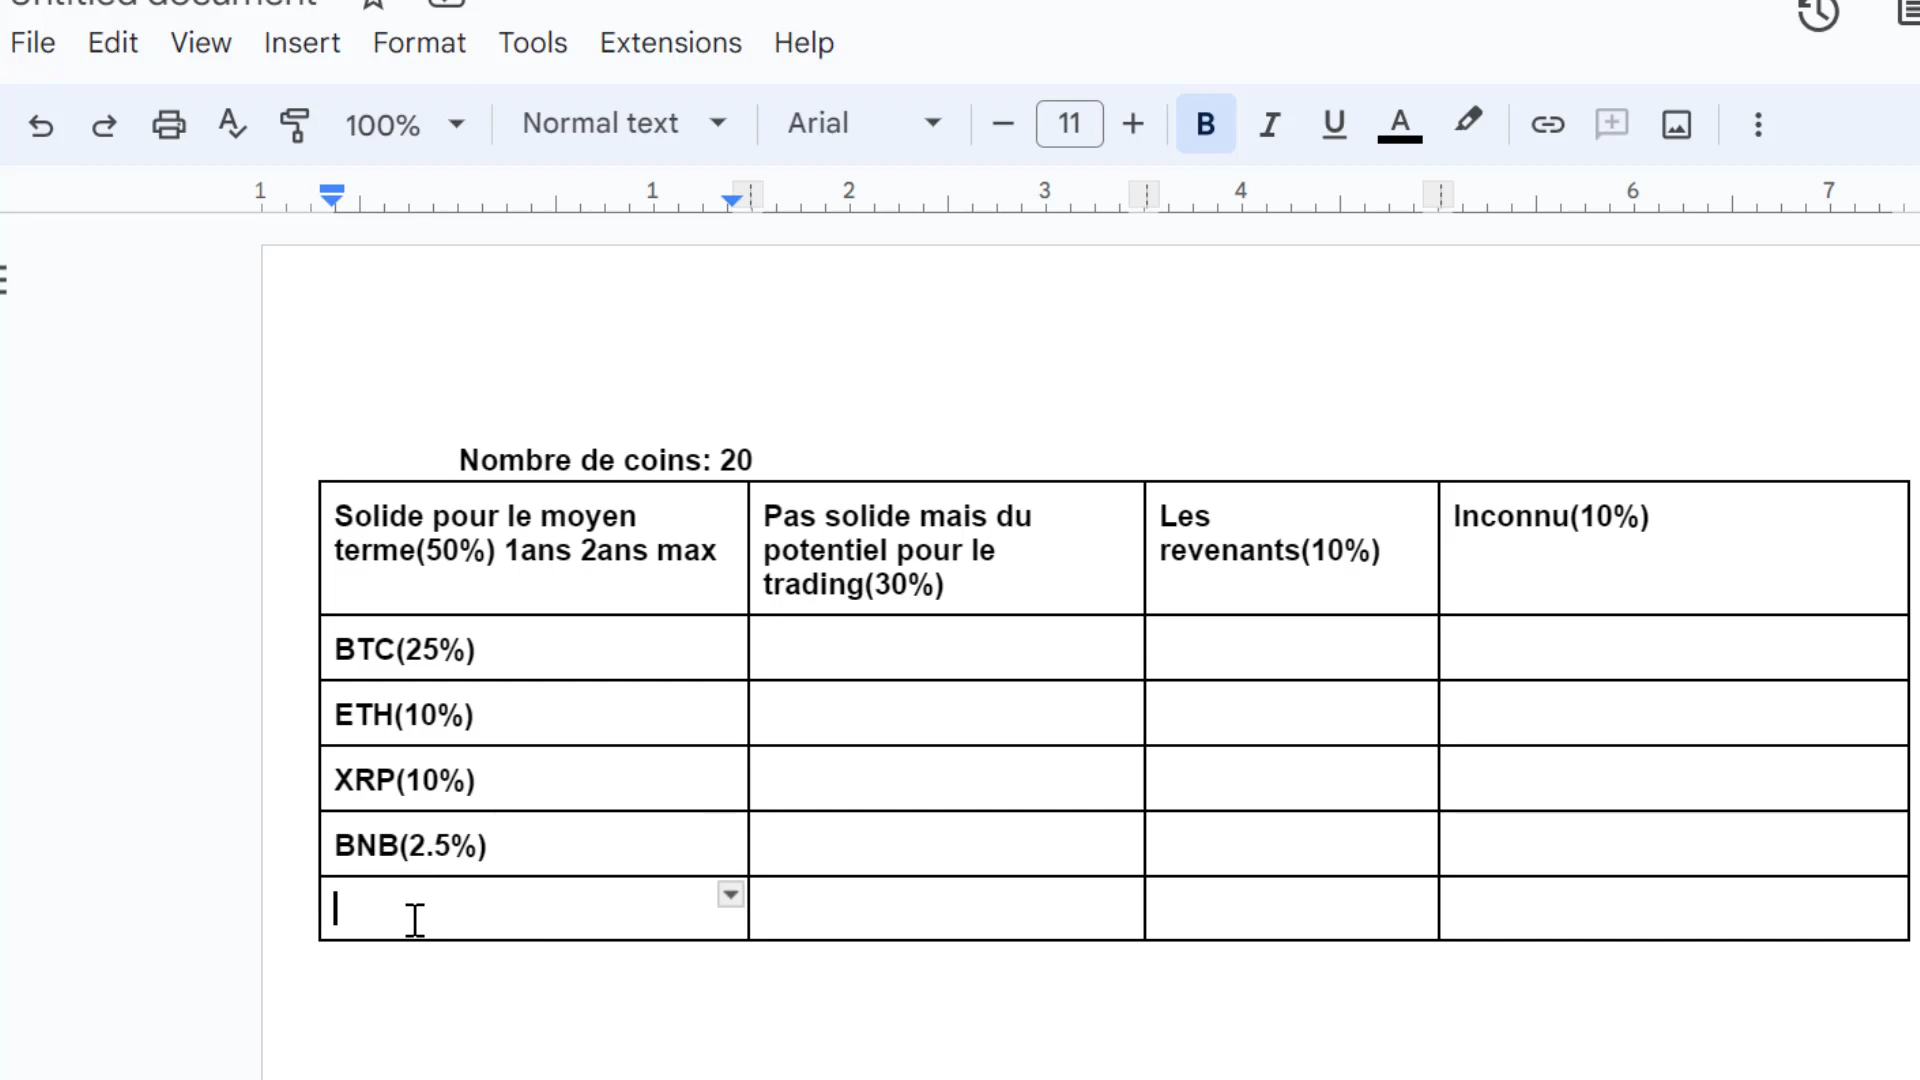 Untitled document
File Edit View Insert Format Tools Extensions Help
100% Normal text Arial 11 B I U A
1 1 2 3 4 6 7
Nombre de coins: 20
Solide pour le moyen
terme(50%) 1ans 2ans max
Pas solide mais du
potentiel pour le
trading(30%)
Les
revenants(10%)
Inconnu(10%)
BTC(25%)
ETH(10%)
XRP(10%)
BNB(2.5%)